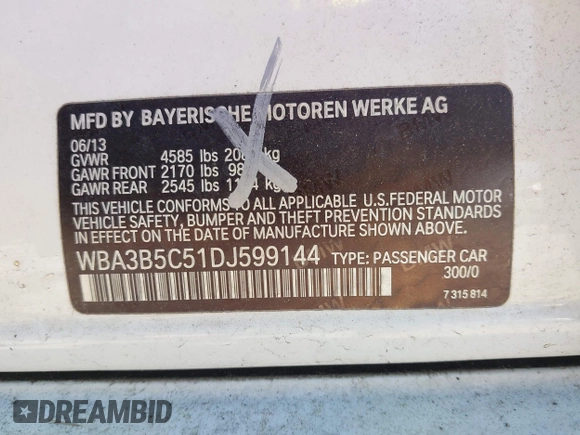 MFD BY BAYERISCHE MOTOREN WERKE AG
06/13
GVWR 4585 lbs kg
GAWR FRONT 2170 lbs
GAWR REAR 2545 lbs
THIS VEHICLE CONFORMS TO ALL APPLICABLE U.S.FEDERAL MOTOR
VEHICLE SAFETY, BUMPER AND THEFT PREVENTION STANDARDS
IN EFFECT ON THE DATE OF MANUFACTURE SHOWN ABOVE.
WBA3B5C51DJ599144 TYPE: PASSENGER CAR
300/0
7 315 814
DREAMBID